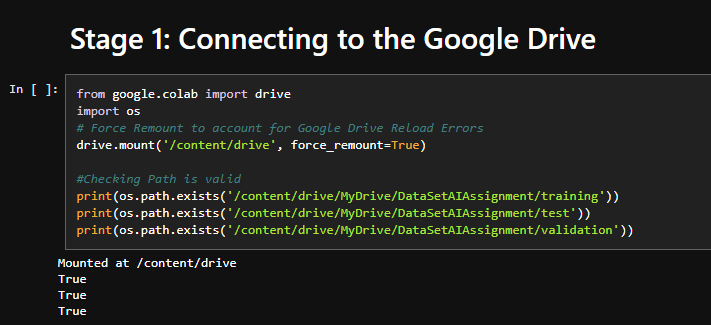 Stage 1: Connecting to the Google Drive
In [ ]:
from google.colab import drive
import os
# Force Remount to account for Google Drive Reload Errors
drive.mount('/content/drive', force_remount=True)
#Checking Path is valid
print(os.path.exists('/content/drive/MyDrive/DataSetAIAssignment/training'))
print(os.path.exists('/content/drive/MyDrive/DataSetAIAssignment/test'))
print(os.path.exists('/content/drive/MyDrive/DataSetAIAssignment/validation'))
Mounted at /content/drive
True
True
True